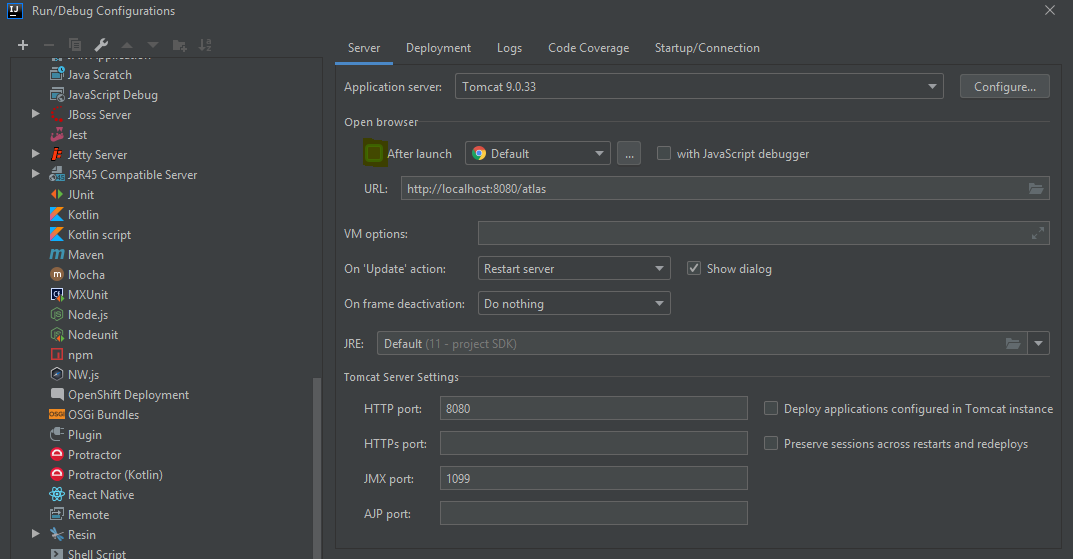 Run/Debug Configurations
Server
Deployment
Logs
Code Coverage
Startup/Connection
Java Scratch
JavaScript Debug
JBoss Server
Jest
Jetty Server
JSR45 Compatible Server
JUnit
Kotlin
Kotlin script
Maven
Mocha
MXUnit
Node.js
Nodeunit
npm
NW.js
OpenShift Deployment
OSGi Bundles
Plugin
Protractor
Protractor (Kotlin)
React Native
Remote
Resin
Shell Script
Application server: Tomcat 9.0.33 Configure...
Open browser
After launch Default ... with JavaScript debugger
URL: http://localhost:8080/atlas
VM options:
On 'Update' action: Restart server Show dialog
On frame deactivation: Do nothing
JRE: Default (11 - project SDK)
Tomcat Server Settings
HTTP port: 8080 Deploy applications configured in Tomcat instance
HTTPs port: Preserve sessions across restarts and redeploys
JMX port: 1099
AJP port: